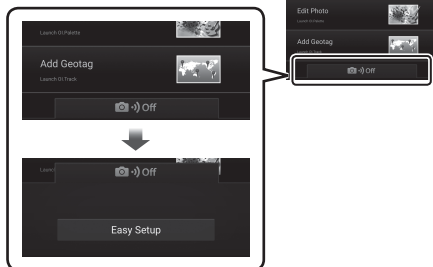 Launch OI.Palette
Add Geotag
Launch OI.Track
Off
Off
Easy Setup
Edit Photo
Launch OI.Palette
Add Geotag
Launch OI.Track
Off